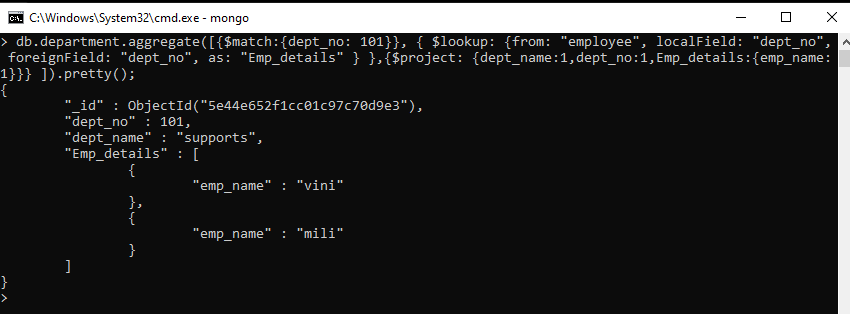 C:\Windows\System32\cmd.exe - mongo
> db.department.aggregate([{$match:{dept_no: 101}}, { $lookup: {from: "employee", localField: "dept_no",
 foreignField: "dept_no", as: "Emp_details" } },{$project: {dept_name:1,dept_no:1,Emp_details:{emp_name:
1}}} ]).pretty();
{
        "_id" : ObjectId("5e44e652f1cc01c97c70d9e3"),
        "dept_no" : 101,
        "dept_name" : "supports",
        "Emp_details" : [
                {
                        "emp_name" : "vini"
                },
                {
                        "emp_name" : "mili"
                }
        ]
}
>